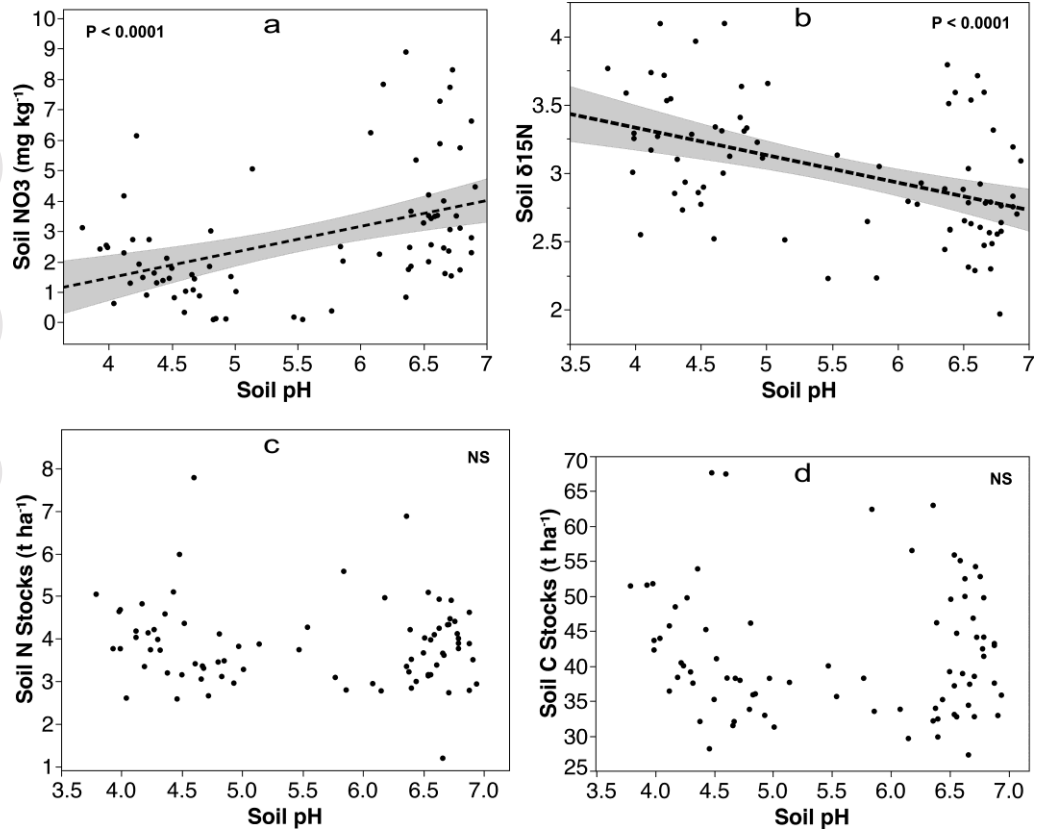 a
P < 0.0001
10
9
8
7
6
5
4
3
2
1
0
Soil NO3 (mg kg⁻¹)
4 4.5 5 5.5 6 6.5 7
Soil pH
b
P < 0.0001
4
3.5
3
2.5
2
Soil δ15N
3.5 4 4.5 5 5.5 6 6.5 7
Soil pH
c
NS
8
7
6
5
4
3
2
1
Soil N Stocks (t ha⁻¹)
3.5 4.0 4.5 5.0 5.5 6.0 6.5 7.0
Soil pH
d
NS
70
65
60
55
50
45
40
35
30
25
Soil C Stocks (t ha⁻¹)
3.5 4.0 4.5 5.0 5.5 6.0 6.5 7.0
Soil pH